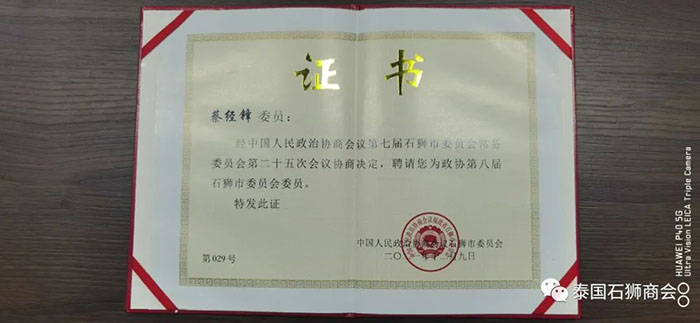 证 书
蔡经锋 委员：
经中国人民政治协商会议第七届石狮市委员会常务
委员会第二十五次会议协商决定，聘请您为政协第八届
石狮市委员会委员。
特发此证
中国人民政治协商会议石狮市委员会
第 029 号
九日
HUAWEI P40 5G
Ultra Vision LEICA Triple Camera
泰国石狮商会